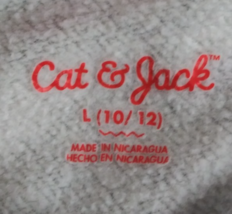 Cat & Jack™
L (10/12)
MADE IN NICARAGUA
HECHO EN NICARAGUA